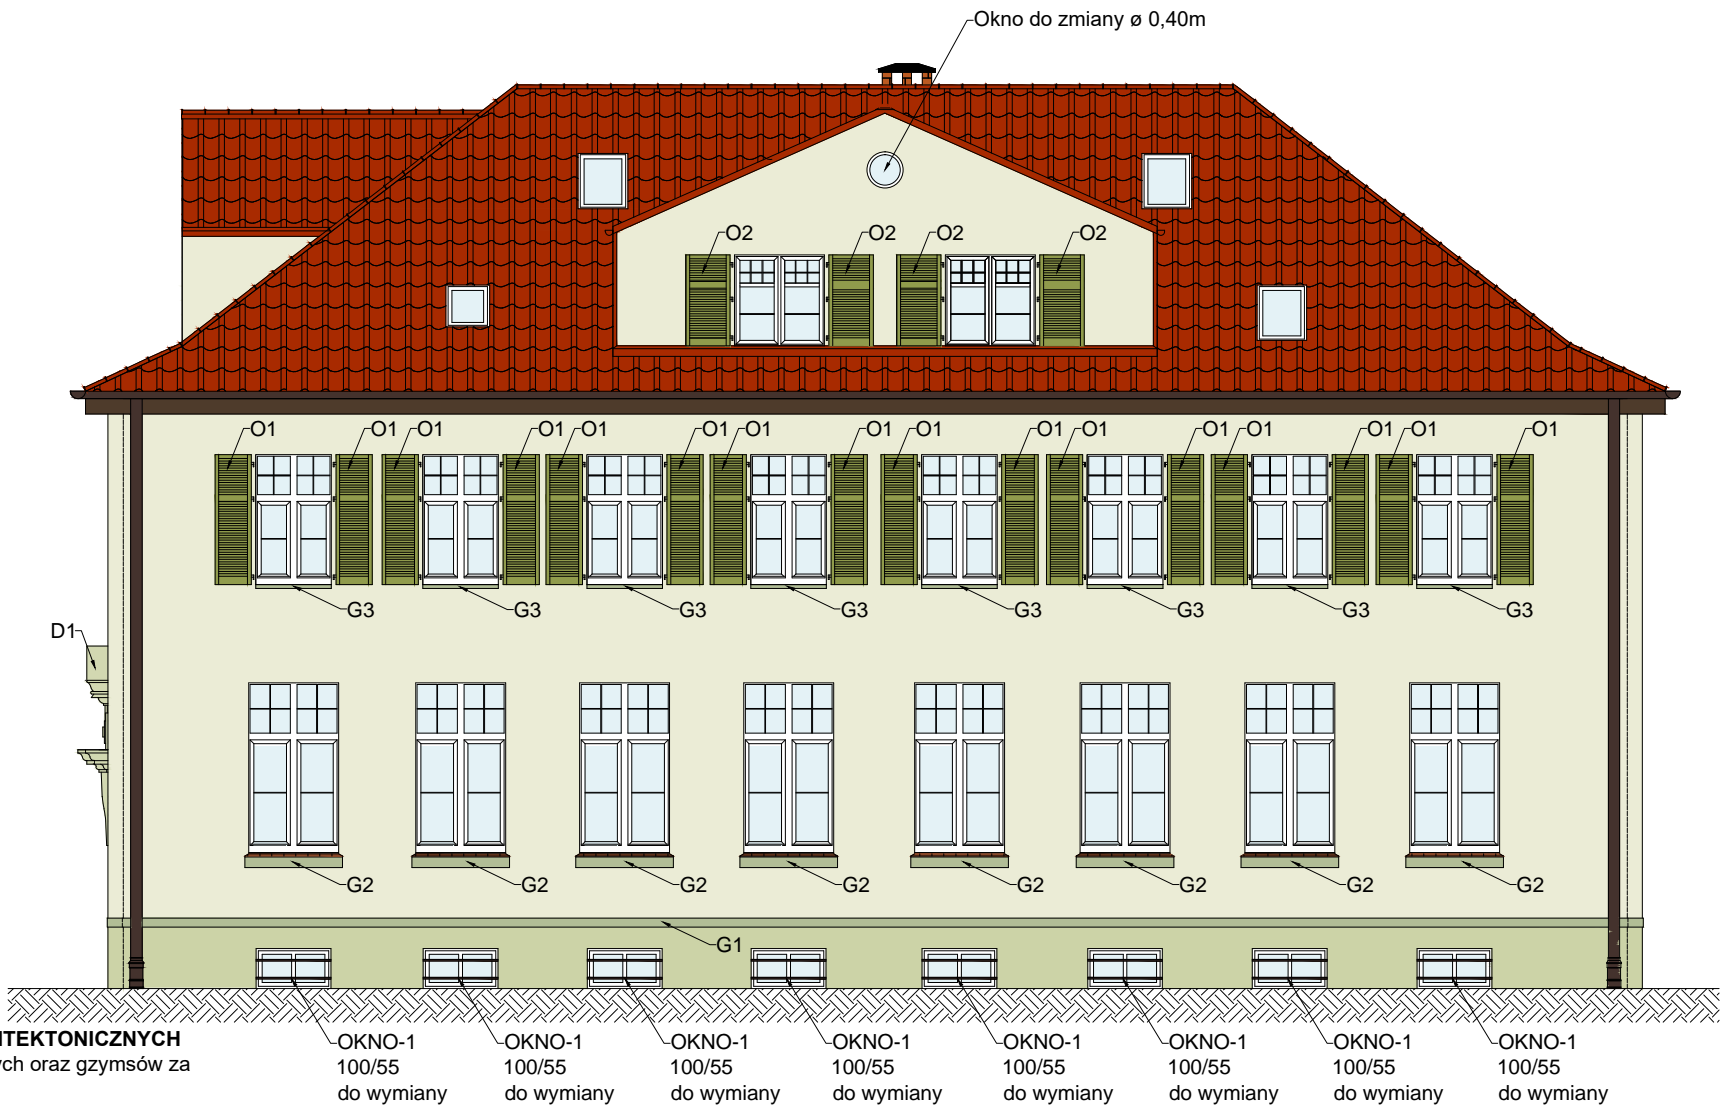 Okno do zmiany ø 0,40m
O2 O2 O2 O2
O1 O1 O1 O1 O1 O1 O1 O1 O1 O1 O1 O1 O1 O1 O1 O1
G3 G3 G3 G3 G3 G3 G3 G3
D1
G2 G2 G2 G2 G2 G2 G2 G2
G1
ITEKTONICZNYCH
ych oraz gzymsów za
OKNO-1 OKNO-1 OKNO-1 OKNO-1 OKNO-1 OKNO-1 OKNO-1 OKNO-1
100/55 100/55 100/55 100/55 100/55 100/55 100/55 100/55
do wymiany do wymiany do wymiany do wymiany do wymiany do wymiany do wymiany do wymiany